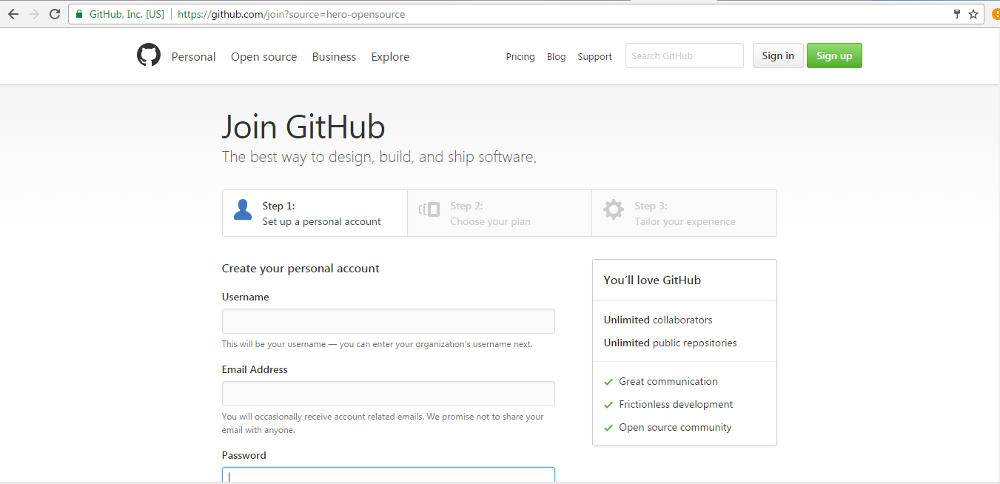 GitHub, Inc. [US] https://github.com/join?source=hero-opensource
Personal Open source Business Explore Pricing Blog Support Search GitHub Sign in Sign up
Join GitHub
The best way to design, build, and ship software.
Step 1:
Set up a personal account
Step 2:
Choose your plan
Step 3:
Tailor your experience
Create your personal account
Username
This will be your username — you can enter your organization’s username next.
Email Address
You will occasionally receive account related emails. We promise not to share your
email with anyone.
Password
You’ll love GitHub
Unlimited collaborators
Unlimited public repositories
Great communication
Frictionless development
Open source community